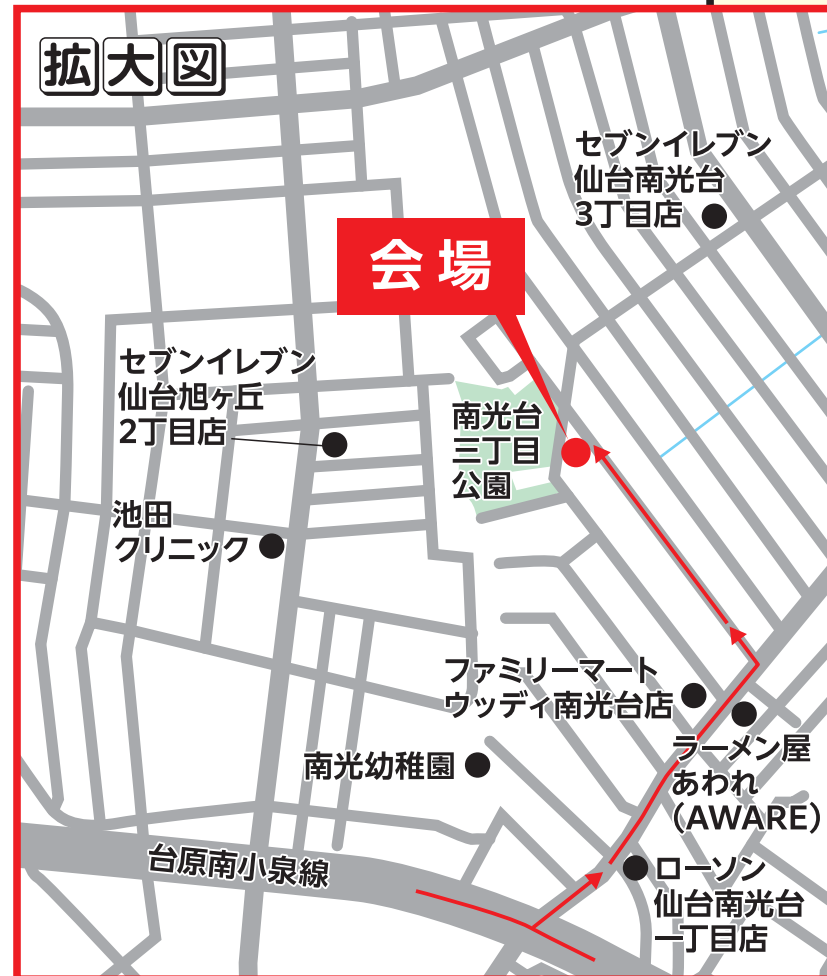 拡大図
セブンイレブン
仙台南光台
3丁目店
会場
セブンイレブン
仙台旭ヶ丘
2丁目店
南光台
三丁目
公園
池田
クリニック
ファミリーマート
ウッディ南光台店
ラーメン屋
あわれ
（AWARE）
南光幼稚園
台原南小泉線
ローソン
仙台南光台
一丁目店